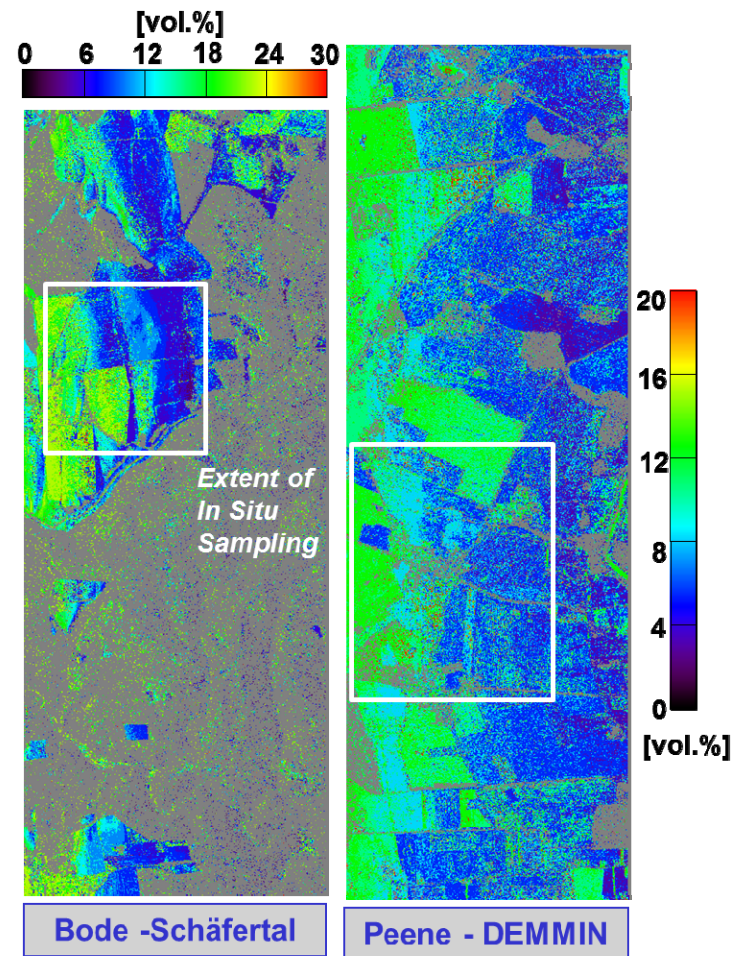 [vol.%]
0 6 12 18 24 30
Extent of
In Situ
Sampling
20
16
12
8
4
0
[vol.%]
Bode -Schäfertal
Peene - DEMMIN